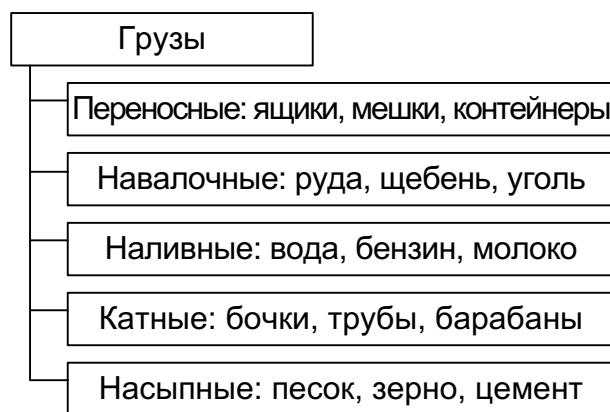 Грузы
Переносные: ящики, мешки, контейнеры
Навалочные: руда, щебень, уголь
Наливные: вода, бензин, молоко
Катные: бочки, трубы, барабаны
Насыпные: песок, зерно, цемент